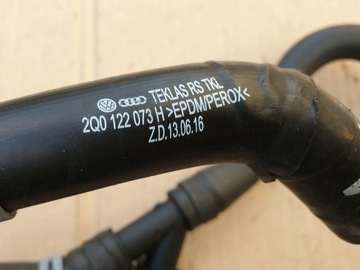 TEKLAS RS TKL
2Q0 122 073 H >EPDM/PEROX<
Z.D.13.06.16